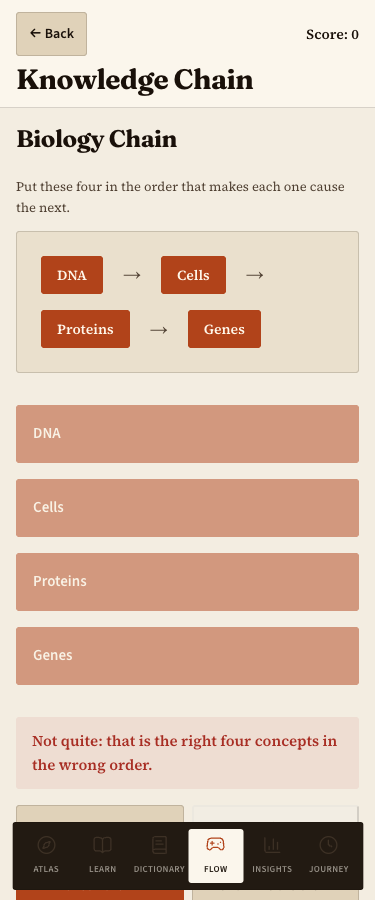 ← Back
Score: 0
Knowledge Chain
Biology Chain
Put these four in the order that makes each one cause
the next.
DNA → Cells →
Proteins → Genes
DNA
Cells
Proteins
Genes
Not quite: that is the right four concepts in
the wrong order.
ATLAS LEARN DICTIONARY FLOW INSIGHTS JOURNEY